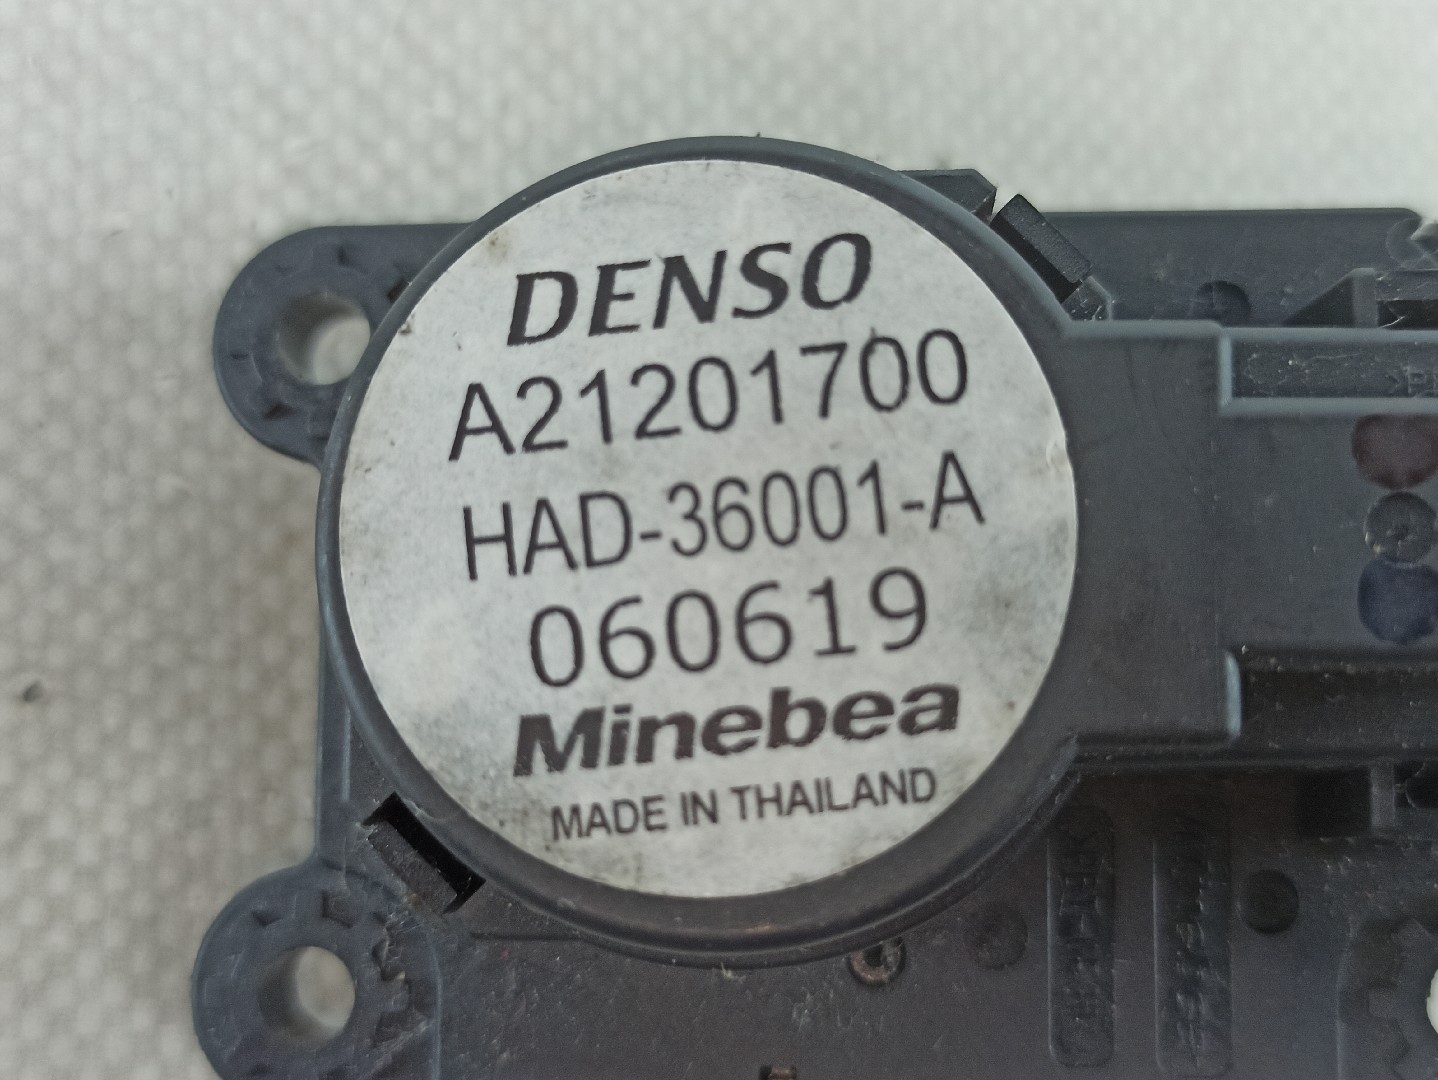 DENSO
A21201700
HAD-36001-A
060619
Minebea
MADE IN THAILAND